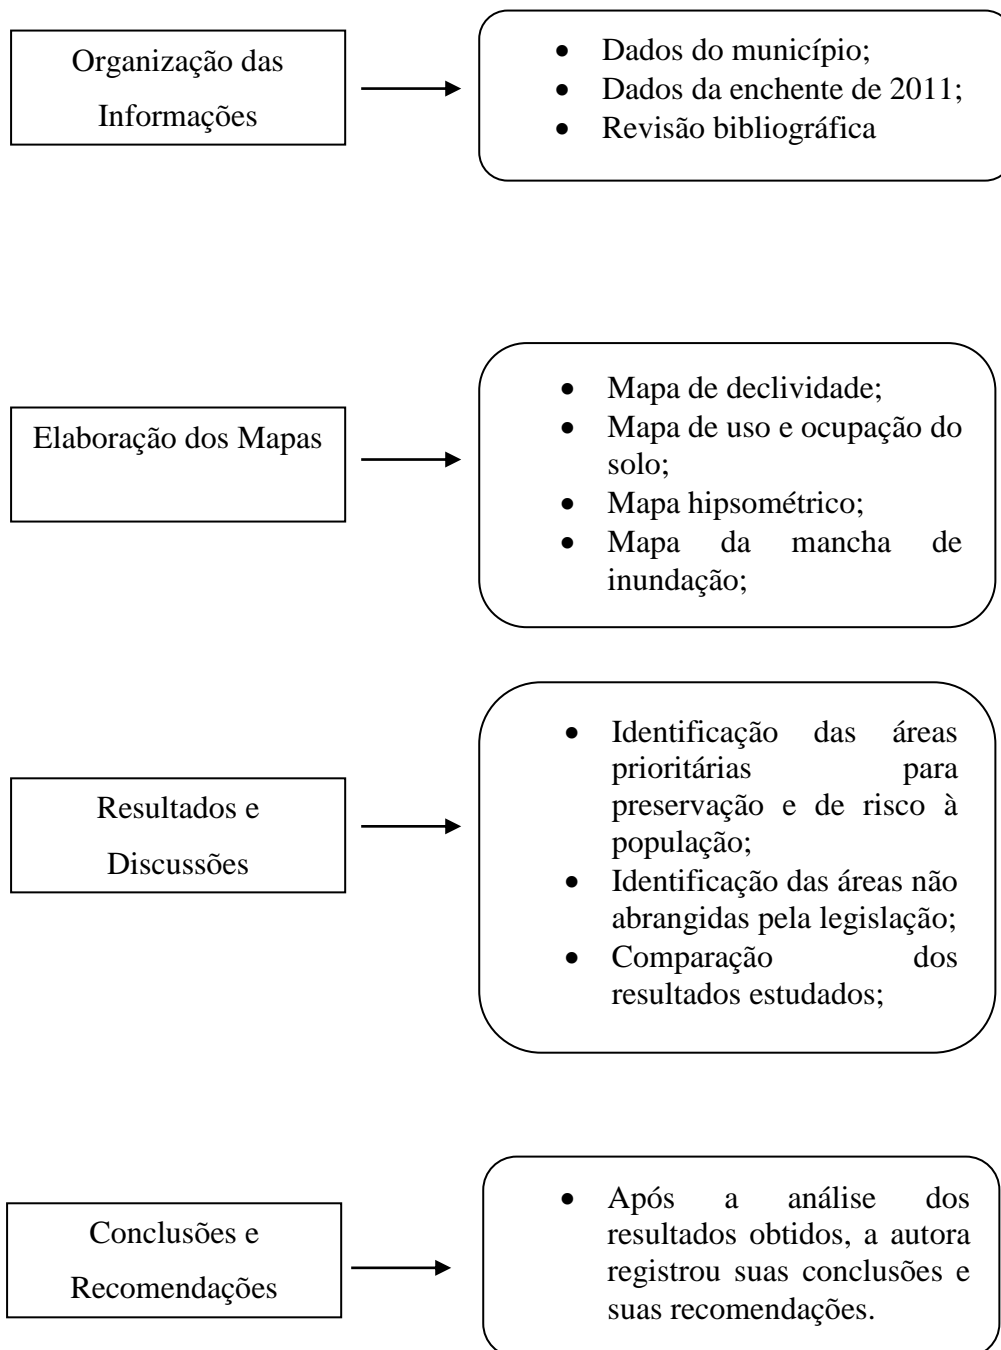 Organização das
Informações
• Dados do município;
• Dados da enchente de 2011;
• Revisão bibliográfica
Elaboração dos Mapas
• Mapa de declividade;
• Mapa de uso e ocupação do
solo;
• Mapa hipsométrico;
• Mapa da mancha de
inundação;
Resultados e
Discussões
• Identificação das áreas
prioritárias para
preservação e de risco à
população;
• Identificação das áreas não
abrangidas pela legislação;
• Comparação dos
resultados estudados;
Conclusões e
Recomendações
• Após a análise dos
resultados obtidos, a autora
registrou suas conclusões e
suas recomendações.